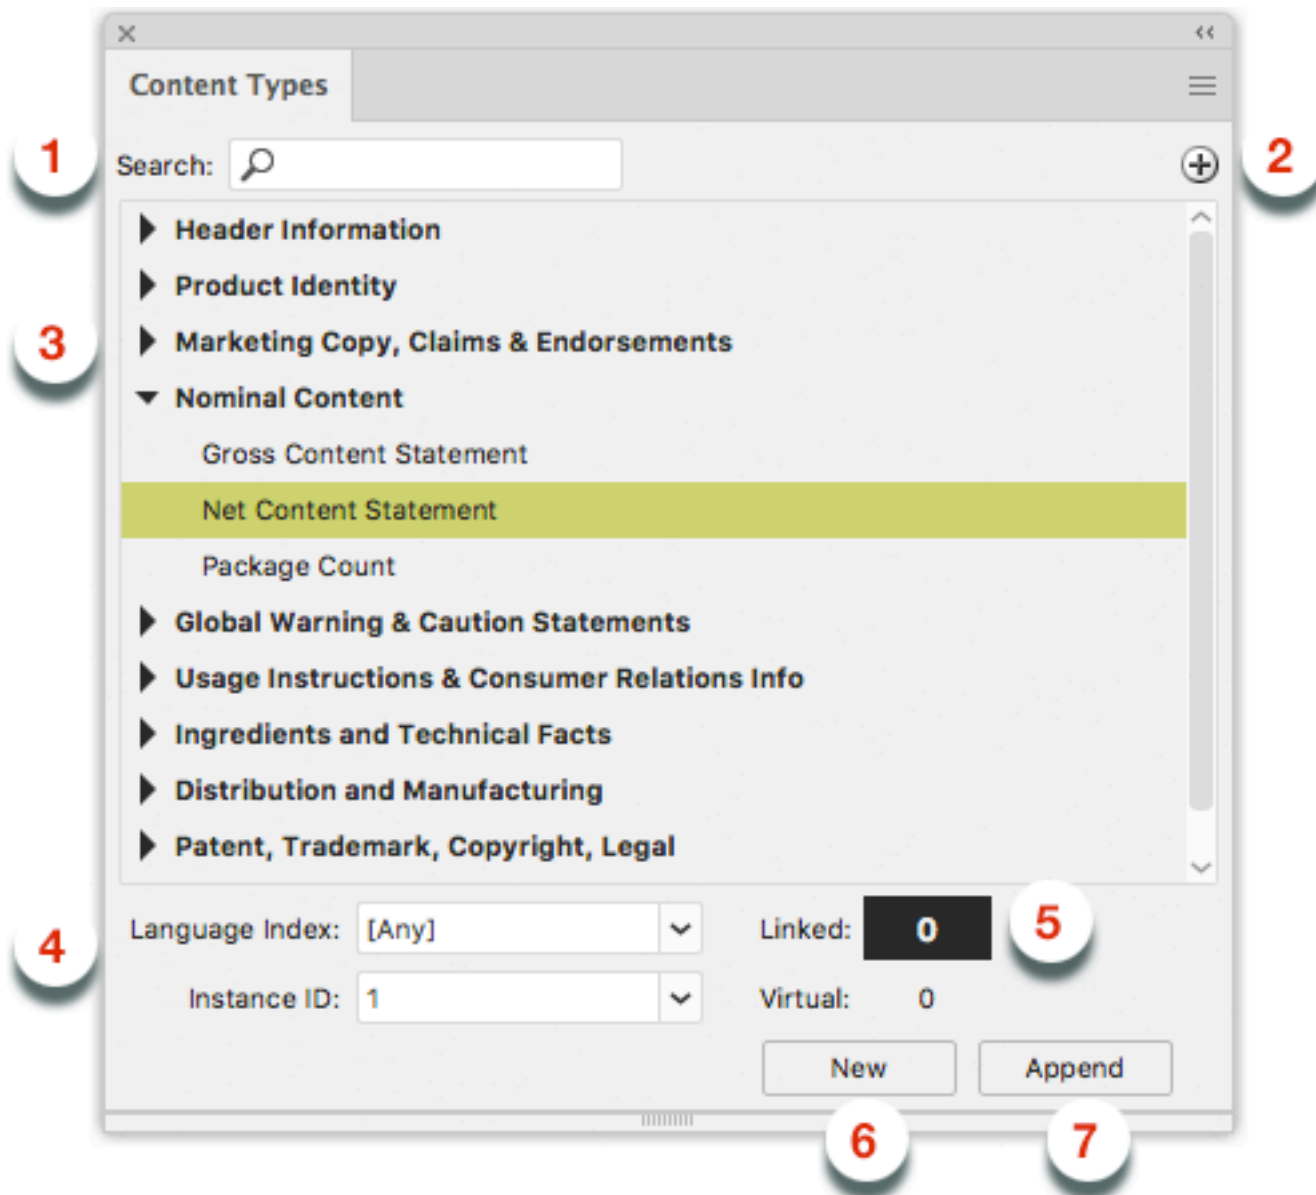 Content Types
1
Search:
2
Header Information
Product Identity
3
Marketing Copy, Claims & Endorsements
Nominal Content
Gross Content Statement
Net Content Statement
Package Count
Global Warning & Caution Statements
Usage Instructions & Consumer Relations Info
Ingredients and Technical Facts
Distribution and Manufacturing
Patent, Trademark, Copyright, Legal
4
Language Index: [Any] Linked: 0
5
Instance ID: 1 Virtual: 0
New Append
6 7